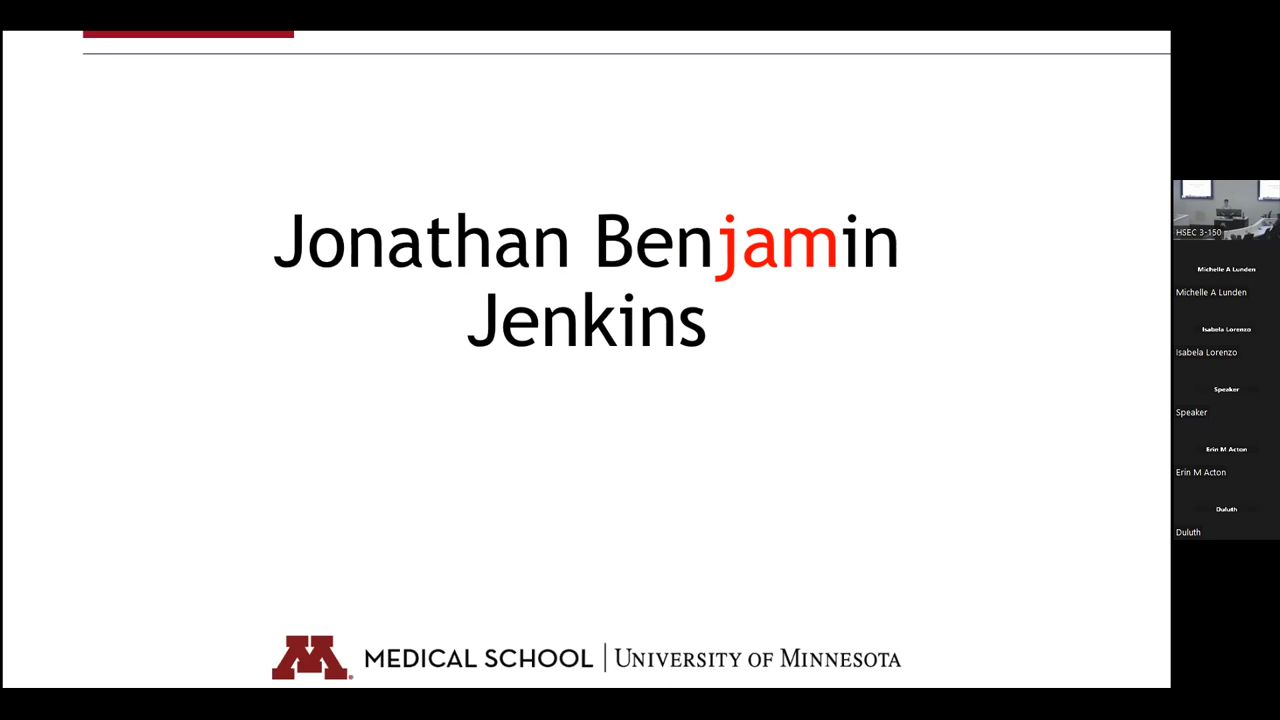 Jonathan Benjamin
Jenkins
M MEDICAL SCHOOL | UNIVERSITY OF MINNESOTA
HSEC 3-150
Michelle A Lunden
Michelle A Lunden
Isabela Lorenzo
Isabela Lorenzo
Speaker
Speaker
Erin M Acton
Erin M Acton
Duluth
Duluth